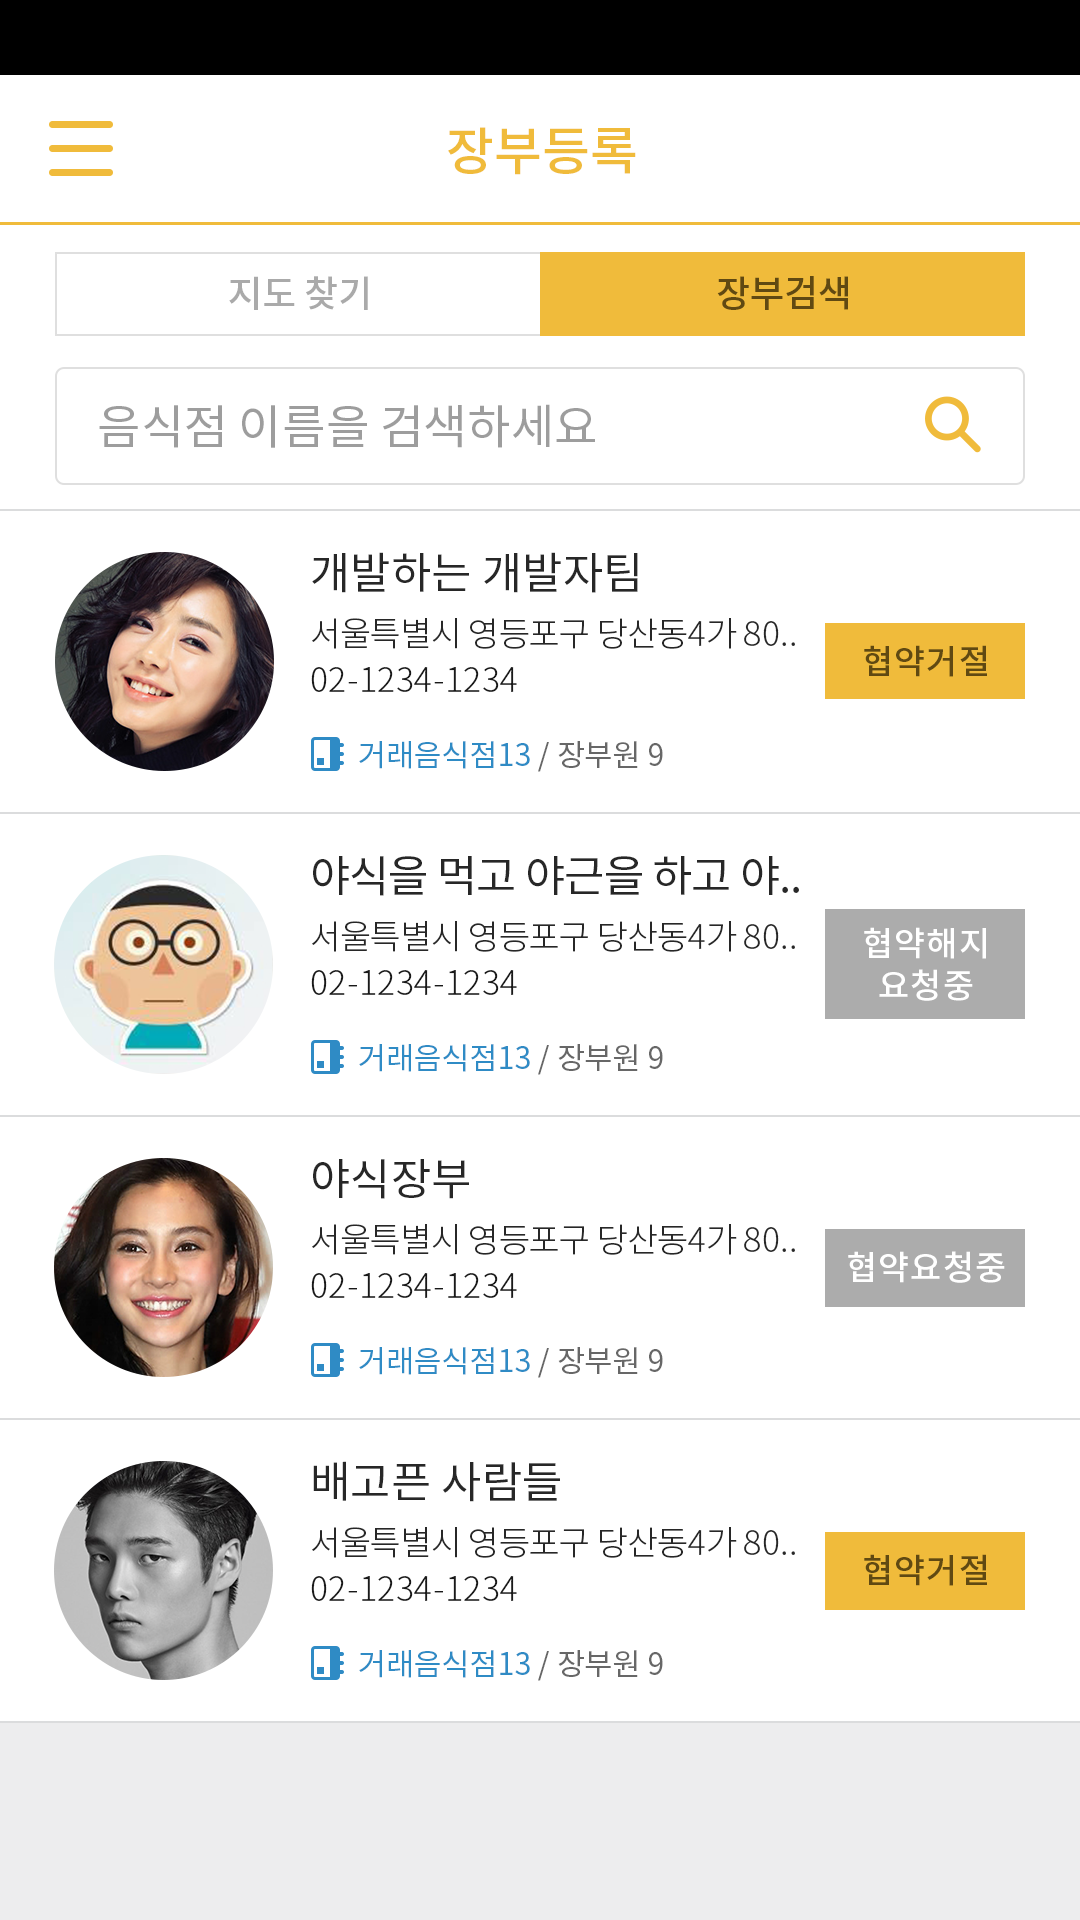 장부등록
지도 찾기
장부검색
음식점 이름을 검색하세요
개발하는 개발자팀
서울특별시 영등포구 당산동4가 80..
02-1234-1234
거래음식점13 / 장부원 9
협약거절
야식을 먹고 야근을 하고 야..
서울특별시 영등포구 당산동4가 80..
02-1234-1234
거래음식점13 / 장부원 9
협약해지
요청중
야식장부
서울특별시 영등포구 당산동4가 80..
02-1234-1234
거래음식점13 / 장부원 9
협약요청중
배고픈 사람들
서울특별시 영등포구 당산동4가 80..
02-1234-1234
거래음식점13 / 장부원 9
협약거절